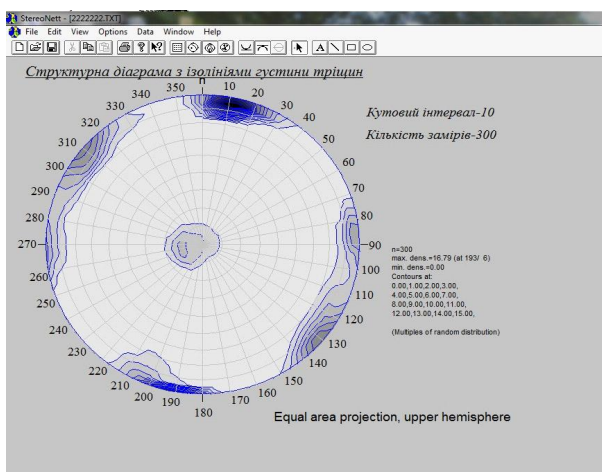 StereoNett - [2222222.TXT]
File Edit View Options Data Window Help
Структурна діаграма з ізолініями густини тріщин
п
350 10
340 20
330 30
320 40
310 50
300 60
290 70
280 80
270 90
260 100
250 110
240 120
230 130
220 140
210 150
200 160
190 170
180
Кутовий інтервал-10
Кількість замірів-300
n=300
max. dens.=16.79 (at 193/ 6)
min. dens.=0.00
Contours at:
0.00,1.00,2.00,3.00,
4.00,5.00,6.00,7.00,
8.00,9.00,10.00,11.00,
12.00,13.00,14.00,15.00,
(Multiples of random distribution)
Equal area projection, upper hemisphere